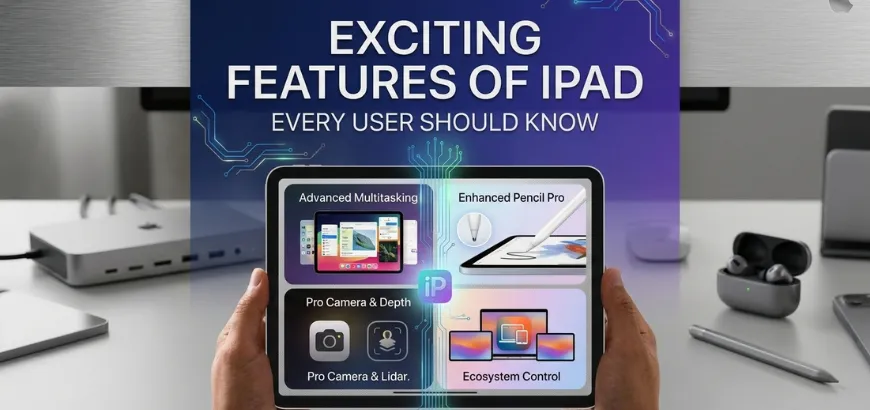 EXCITING
FEATURES OF IPAD
EVERY USER SHOULD KNOW
Advanced Multitasking
Enhanced Pencil Pro
iP
Pro Camera & Depth
Pro Camera & Lidar.
Ecosystem Control